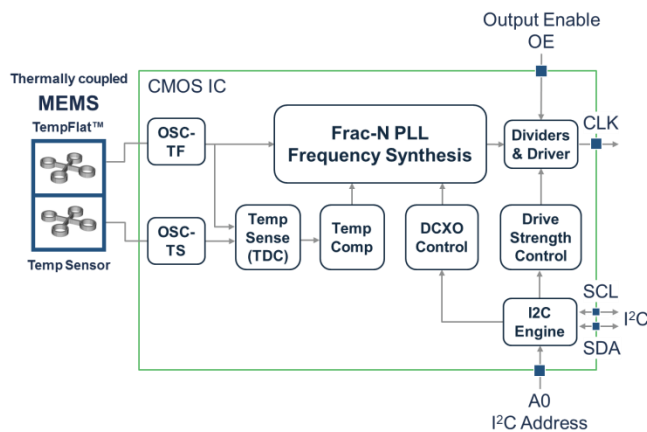 Output Enable
OE
Thermally coupled
MEMS
TempFlat™
CMOS IC
OSC-
TF
Frac-N PLL
Frequency Synthesis
Dividers
& Driver
CLK
OSC-
TS
Temp
Sense
(TDC)
Temp
Comp
DCXO
Control
Drive
Strength
Control
Temp Sensor
I2C
Engine
SCL
I²C
SDA
A0
I²C Address